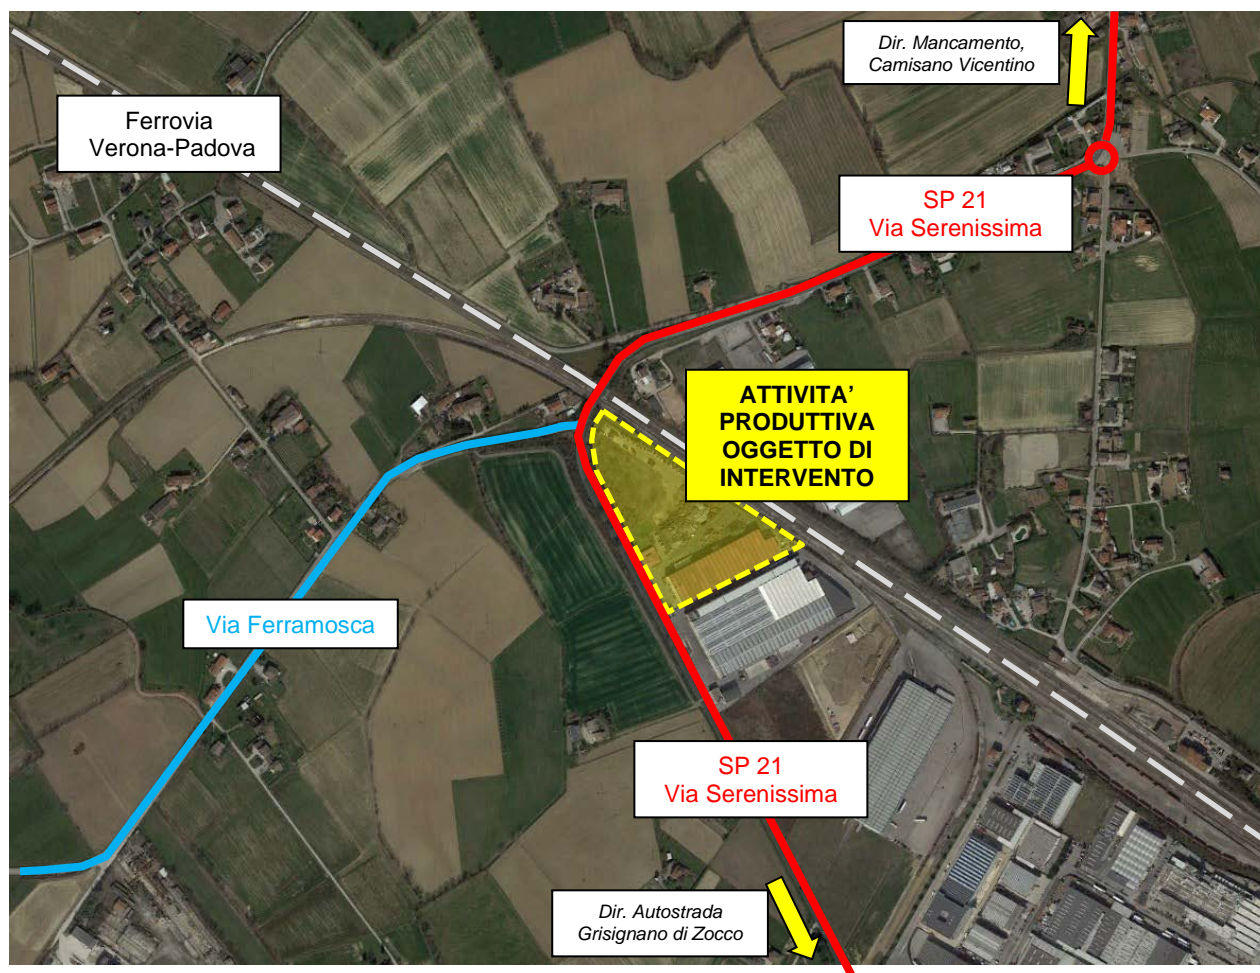 Dir. Mancamento,
Camisano Vicentino
Ferrovia
Verona-Padova
SP 21
Via Serenissima
ATTIVITA’
PRODUTTIVA
OGGETTO DI
INTERVENTO
Via Ferramosca
SP 21
Via Serenissima
Dir. Autostrada
Grisignano di Zocco